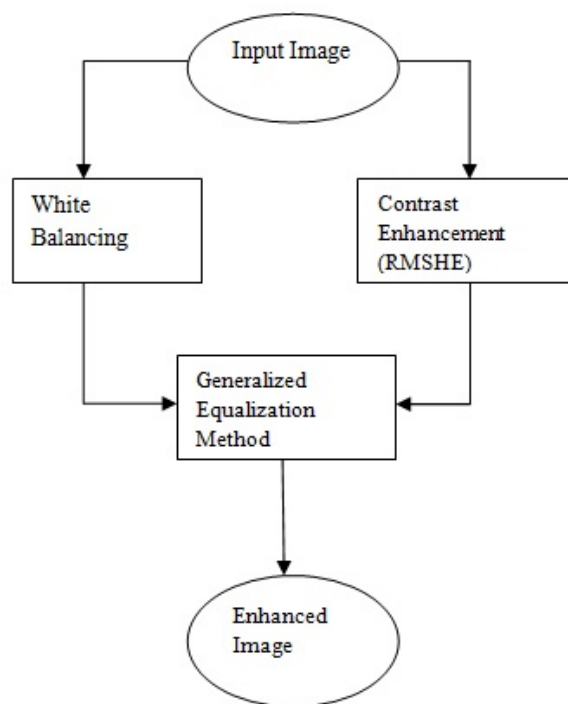 Input Image
White
Balancing
Contrast
Enhancement
(RMSHE)
Generalized
Equalization
Method
Enhanced
Image